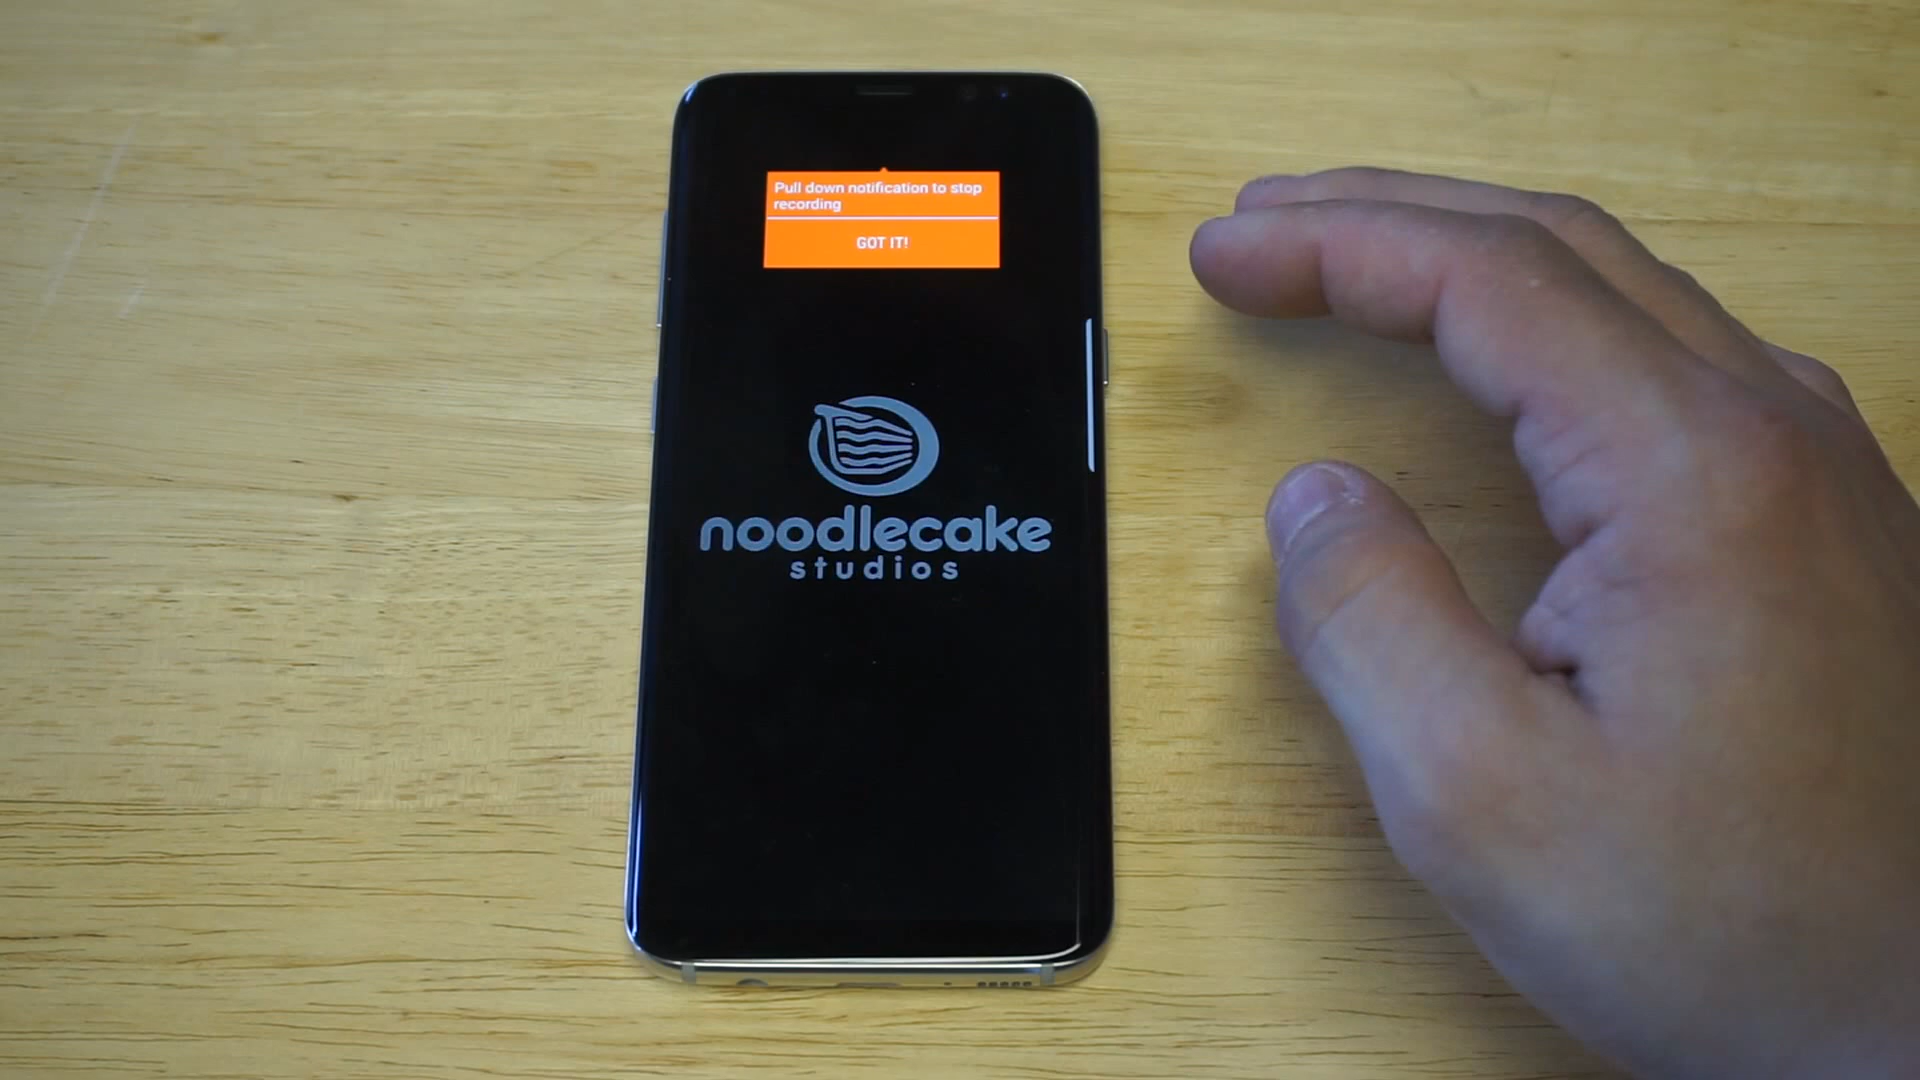 Pull down notification to stop
recording
GOT IT!
noodlecake
studios